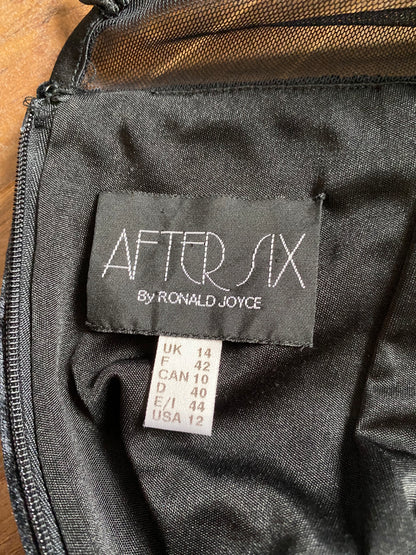 AFTER SIX
By RONALD JOYCE
UK 14
F 42
CAN 10
D 40
E/I 44
USA 12